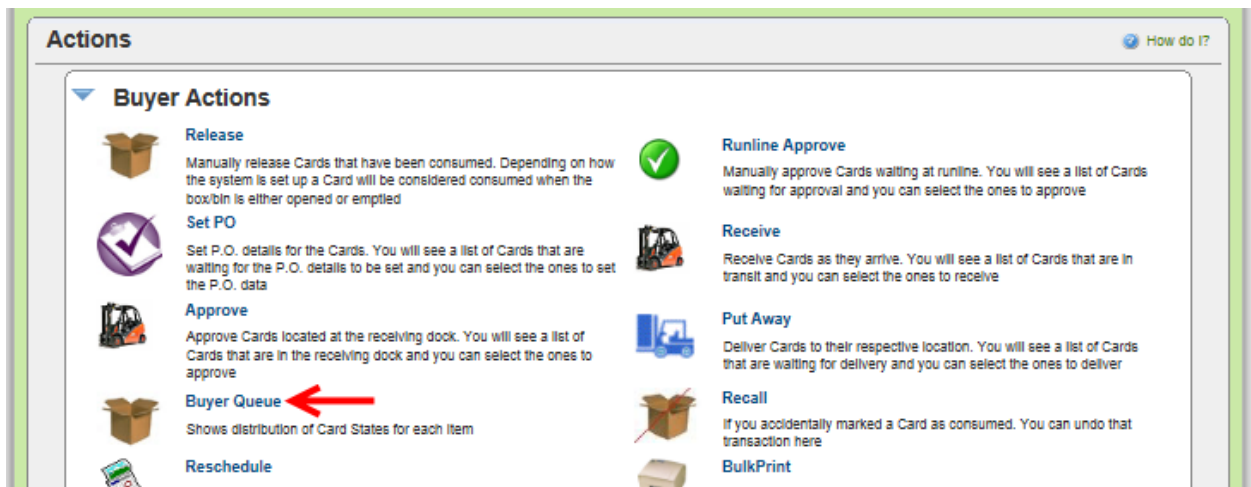 Actions
How do I?
Buyer Actions
Release
Manually release Cards that have been consumed. Depending on how
the system is set up a Card will be considered consumed when the
box/bin is either opened or emptied
Runline Approve
Manually approve Cards waiting at runline. You will see a list of Cards
waiting for approval and you can select the ones to approve
Set PO
Set P.O. details for the Cards. You will see a list of Cards that are
waiting for the P.O. details to be set and you can select the ones to set
the P.O. data
Receive
Receive Cards as they arrive. You will see a list of Cards that are in
transit and you can select the ones to receive
Approve
Approve Cards located at the receiving dock. You will see a list of
Cards that are in the receiving dock and you can select the ones to
approve
Put Away
Deliver Cards to their respective location. You will see a list of Cards
that are waiting for delivery and you can select the ones to deliver
Buyer Queue
Shows distribution of Card States for each Item
Recall
If you accidentally marked a Card as consumed. You can undo that
transaction here
Reschedule
BulkPrint